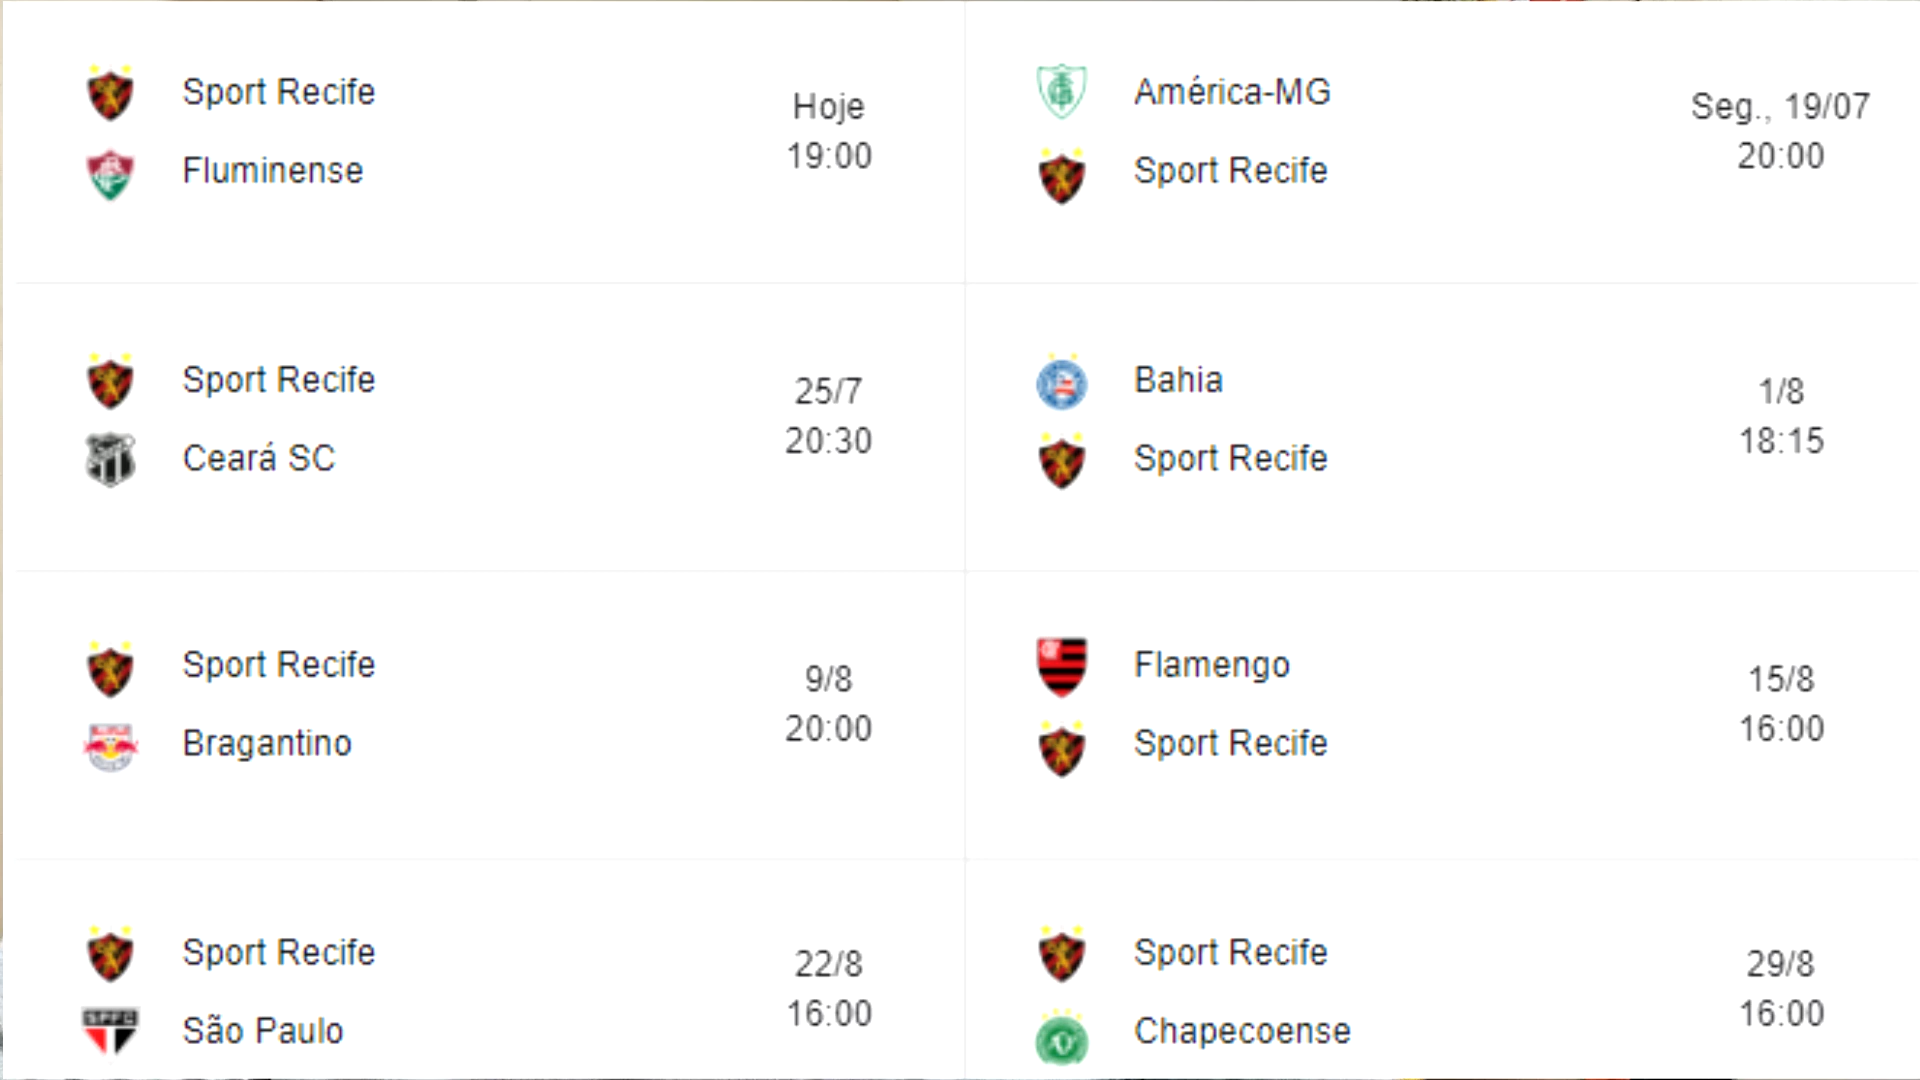 Sport Recife
Fluminense
Hoje
19:00
América-MG
Sport Recife
Seg., 19/07
20:00
Sport Recife
Ceará SC
25/7
20:30
Bahia
Sport Recife
1/8
18:15
Sport Recife
Bragantino
9/8
20:00
Flamengo
Sport Recife
15/8
16:00
Sport Recife
São Paulo
22/8
16:00
SPFC
Sport Recife
Chapecoense
29/8
16:00